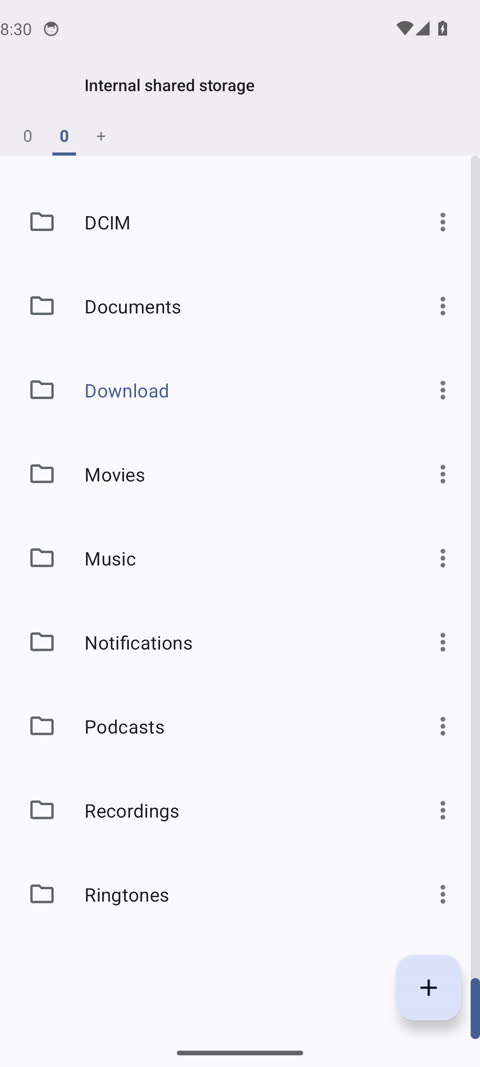 8:30
Internal shared storage
0 0 +
DCIM
Documents
Download
Movies
Music
Notifications
Podcasts
Recordings
Ringtones
+